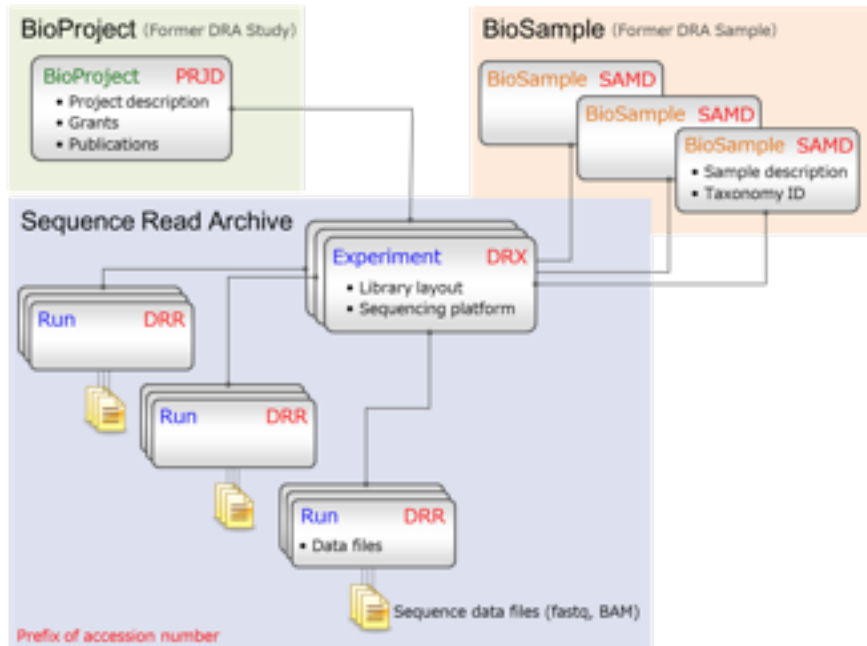 BioProject (Former DRA Study)
BioProject PRJD
• Project description
• Grants
• Publications
BioSample (Former DRA Sample)
BioSample SAMD
BioSample SAMD
BioSample SAMD
• Sample description
• Taxonomy ID
Sequence Read Archive
Experiment DRX
• Library layout
• Sequencing platform
Run DRR
Run DRR
Run DRR
• Data files
Sequence data files (fastq, BAM)
Prefix of accession number